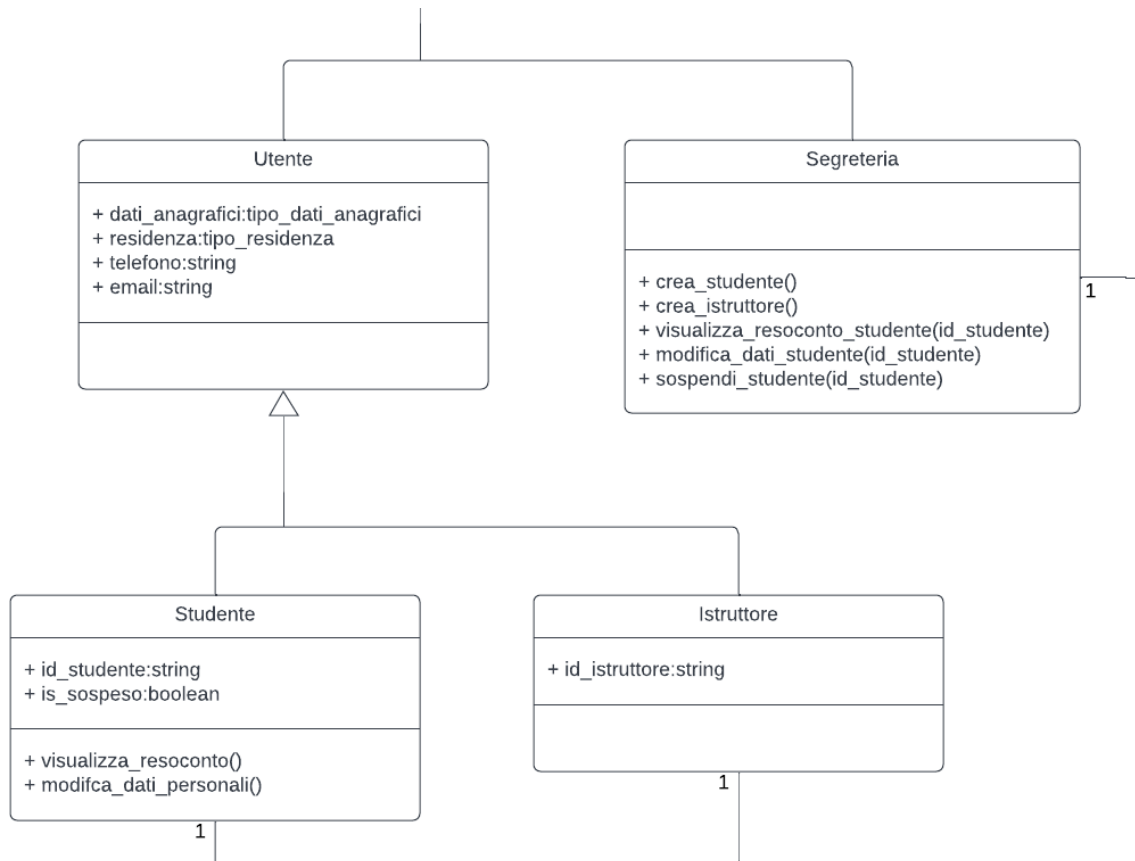 Utente
+ dati_anagrafici:tipo_dati_anagrafici
+ residenza:tipo_residenza
+ telefono:string
+ email:string
Segreteria
+ crea_studente()
+ crea_istruttore()
+ visualizza_resoconto_studente(id_studente)
+ modifica_dati_studente(id_studente)
+ sospendi_studente(id_studente)
1
Studente
+ id_studente:string
+ is_sospeso:boolean
+ visualizza_resoconto()
+ modifca_dati_personali()
1
Istruttore
+ id_istruttore:string
1